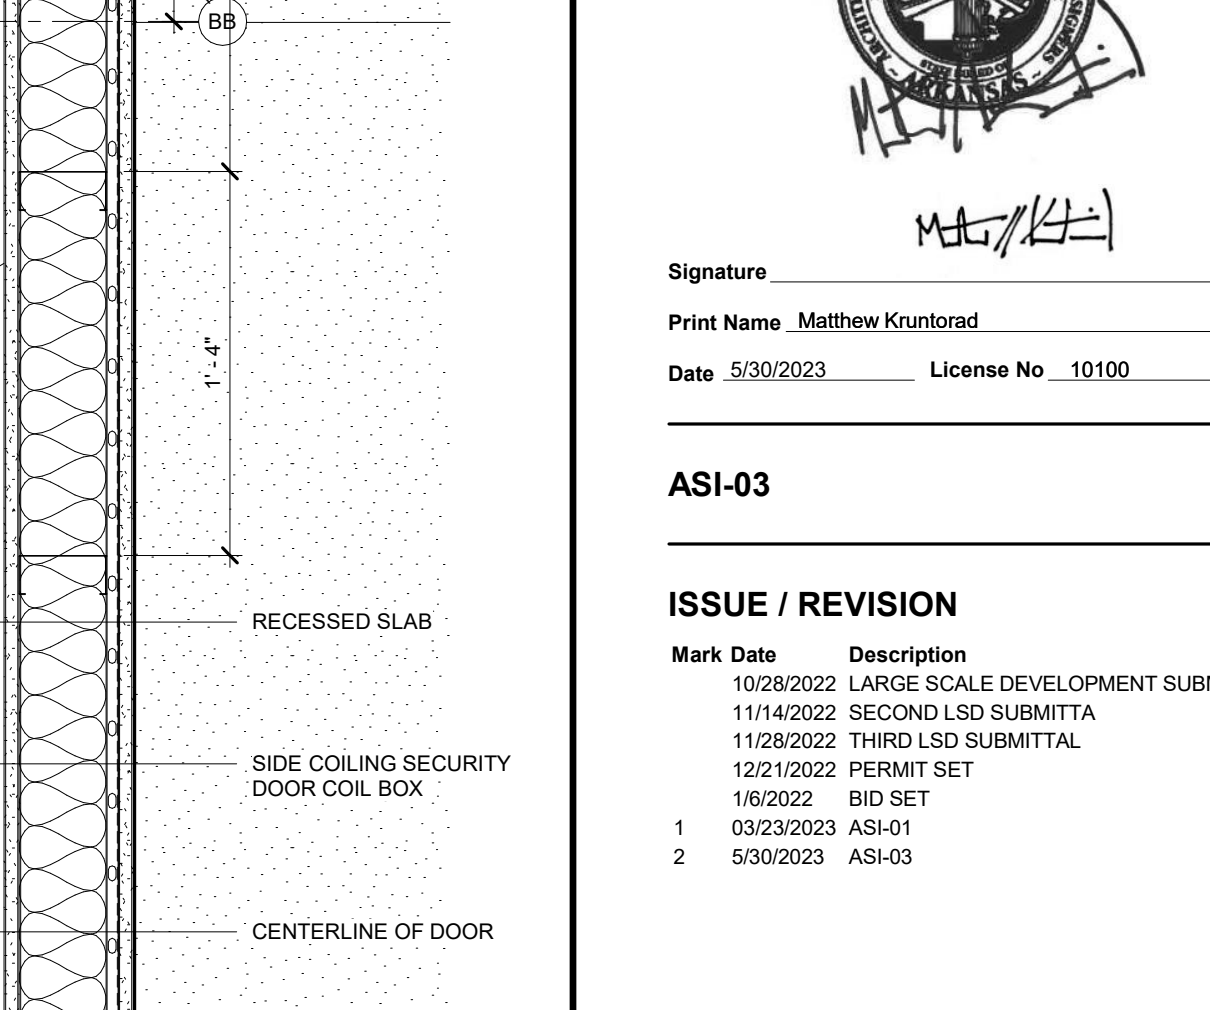 BB
1' - 4"
RECESSED SLAB
SIDE COILING SECURITY
DOOR COIL BOX
CENTERLINE OF DOOR
~ ARKANSAS ~
Signature
Print Name Matthew Kruntorad
Date 5/30/2023 License No 10100
ASI-03
ISSUE / REVISION
Mark Date Description
10/28/2022 LARGE SCALE DEVELOPMENT
11/14/2022 SECOND LSD SUBMITTA
11/28/2022 THIRD LSD SUBMITTAL
12/21/2022 PERMIT SET
1/6/2022 BID SET
1 03/23/2023 ASI-01
2 5/30/2023 ASI-03